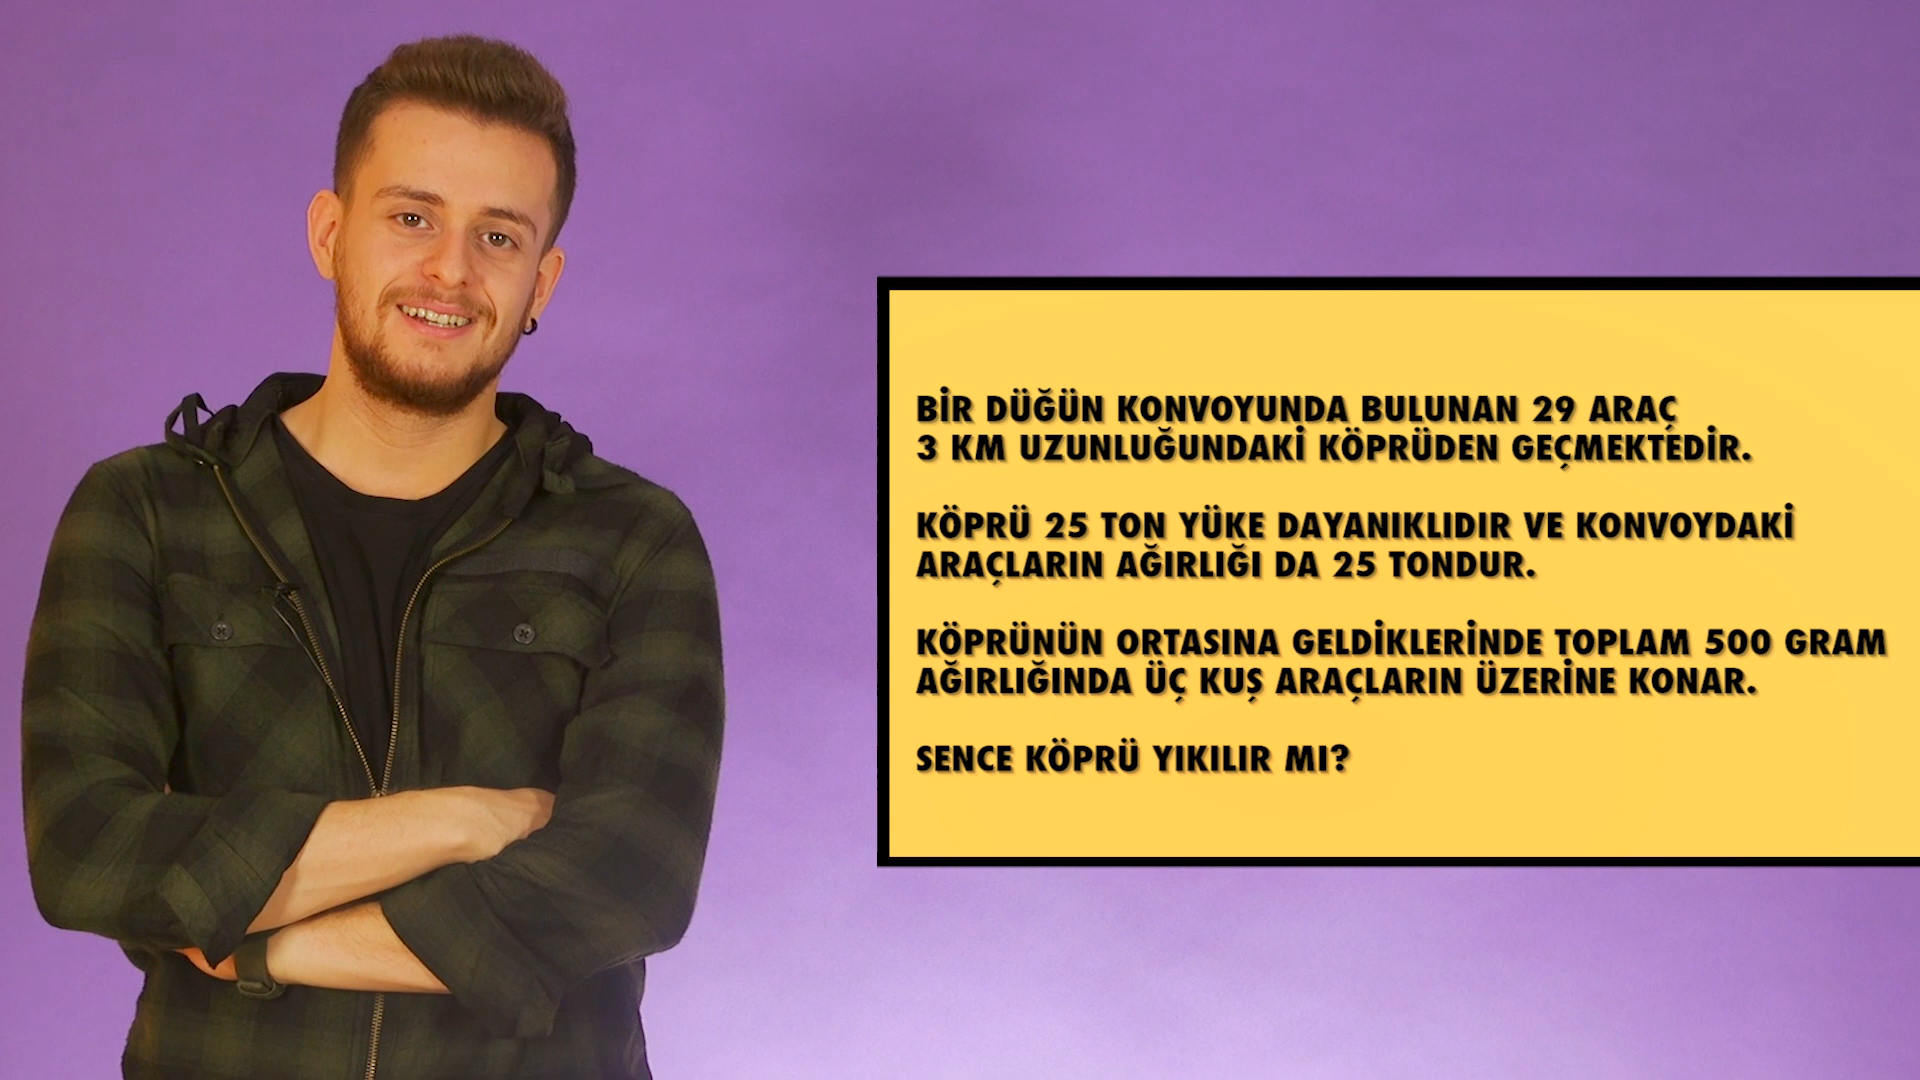 BİR DÜĞÜN KONVOYUNDA BULUNAN 29 ARAÇ
3 KM UZUNLUĞUNDAKİ KÖPRÜDEN GEÇMEKTEDİR.
KÖPRÜ 25 TON YÜKE DAYANIKLIDIR VE KONVOYDAKİ
ARAÇLARIN AĞIRLIĞI DA 25 TONDUR.
KÖPRÜNÜN ORTASINA GELDİKLERİNDE TOPLAM 500 GRAM
AĞIRLIĞINDA ÜÇ KUŞ ARAÇLARIN ÜZERİNE KONAR.
SENCE KÖPRÜ YIKILIR MI?